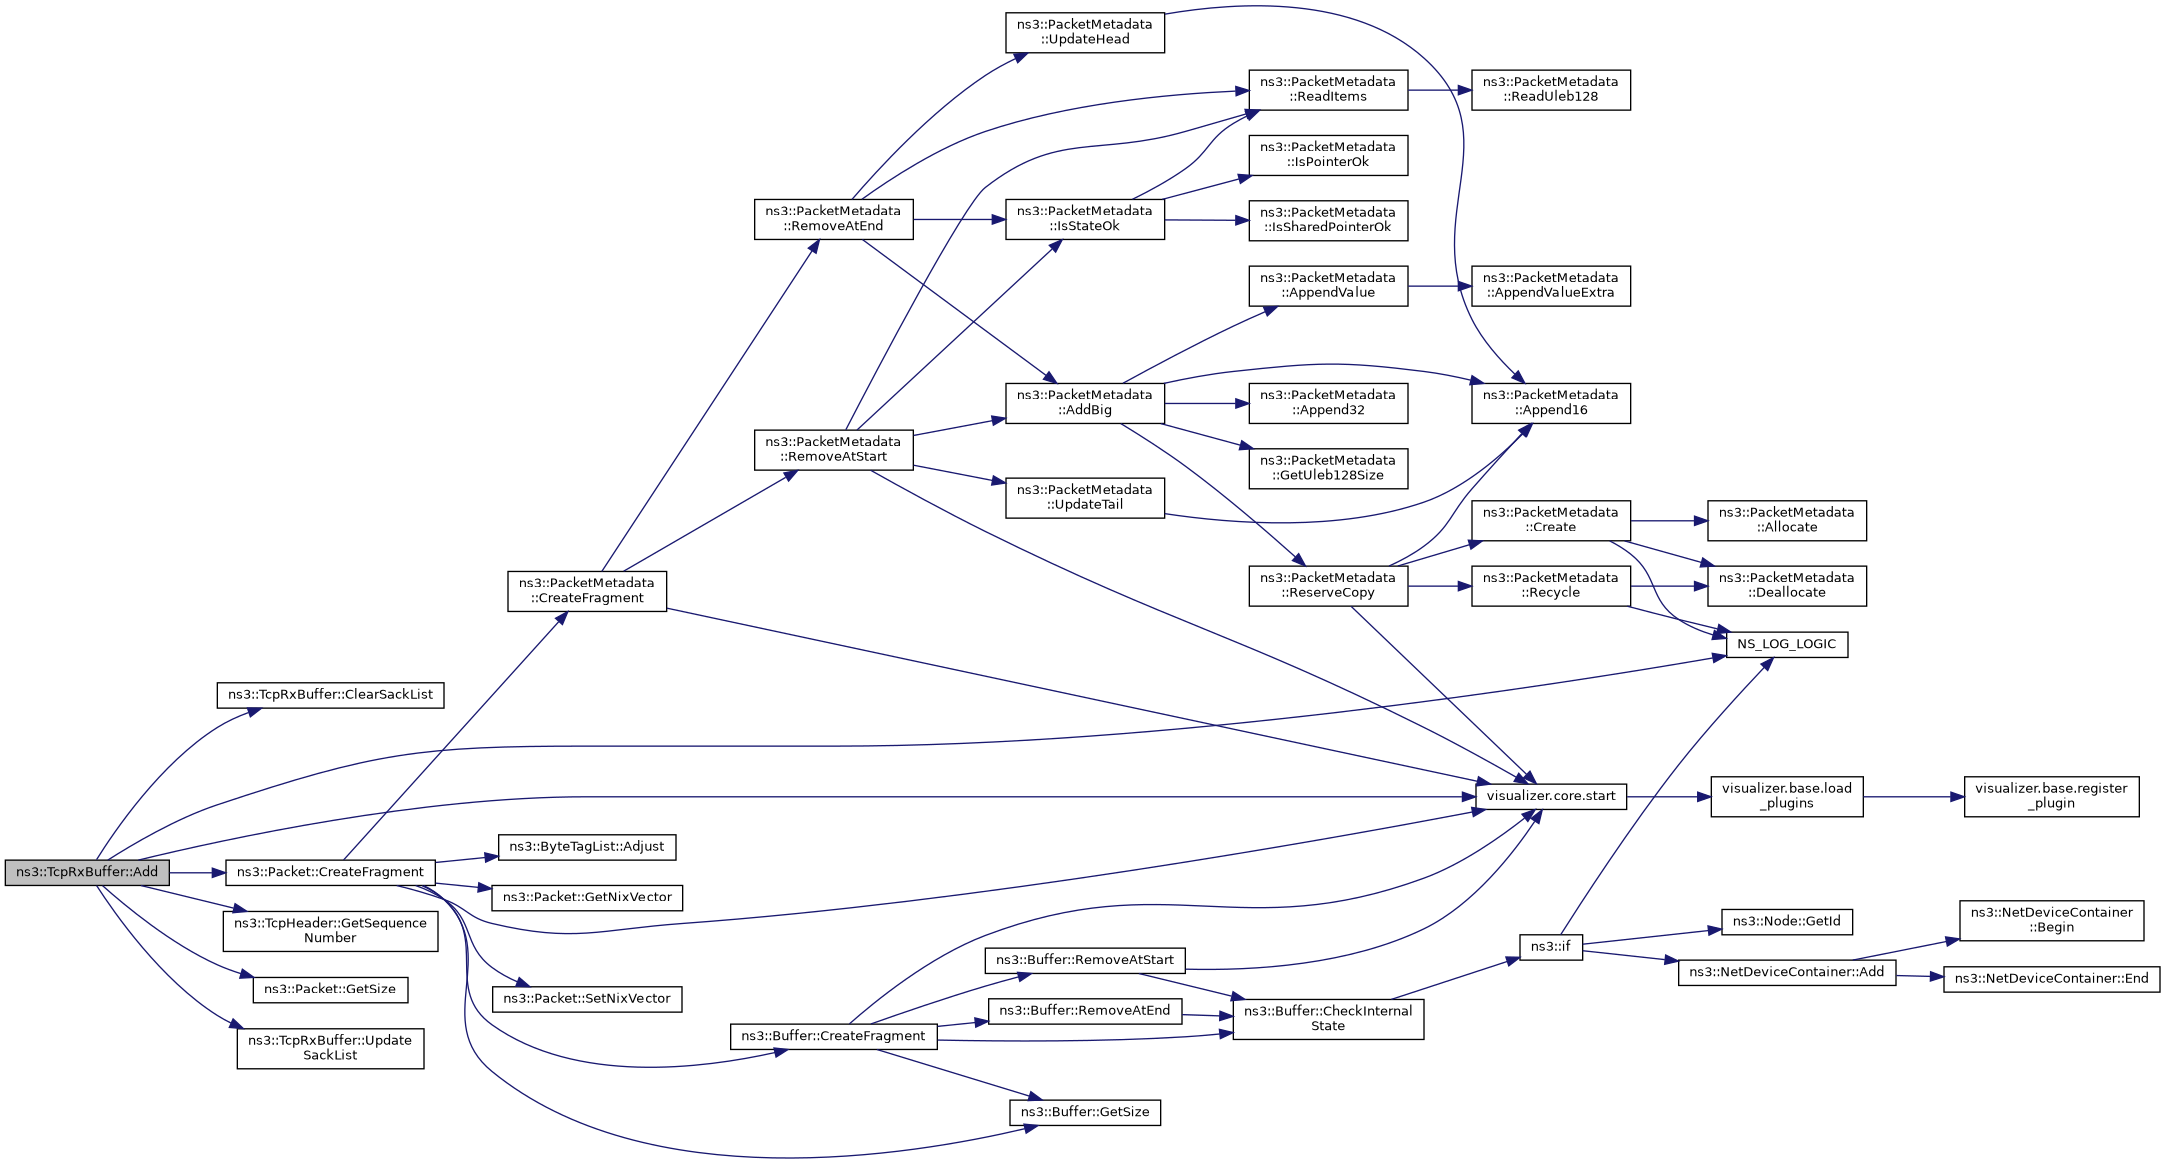 ns3::PacketMetadata
::UpdateHead
ns3::PacketMetadata
::ReadItems
ns3::PacketMetadata
::ReadUleb128
ns3::PacketMetadata
::IsPointerOk
ns3::PacketMetadata
::RemoveAtEnd
ns3::PacketMetadata
::IsStateOk
ns3::PacketMetadata
::IsSharedPointerOk
ns3::PacketMetadata
::AppendValue
ns3::PacketMetadata
::AppendValueExtra
ns3::PacketMetadata
::AddBig
ns3::PacketMetadata
::Append32
ns3::PacketMetadata
::Append16
ns3::PacketMetadata
::RemoveAtStart
ns3::PacketMetadata
::GetUleb128Size
ns3::PacketMetadata
::UpdateTail
ns3::PacketMetadata
::Create
ns3::PacketMetadata
::Allocate
ns3::PacketMetadata
::CreateFragment
ns3::PacketMetadata
::ReserveCopy
ns3::PacketMetadata
::Recycle
ns3::PacketMetadata
::Deallocate
NS_LOG_LOGIC
ns3::TcpRxBuffer::ClearSackList
visualizer.core.start
visualizer.base.load
_plugins
visualizer.base.register
_plugin
ns3::ByteTagList::Adjust
ns3::TcpRxBuffer::Add
ns3::Packet::CreateFragment
ns3::Packet::GetNixVector
ns3::TcpHeader::GetSequence
Number
ns3::Node::GetId
ns3::NetDeviceContainer
::Begin
ns3::if
ns3::Buffer::RemoveAtStart
ns3::NetDeviceContainer::Add
ns3::NetDeviceContainer::End
ns3::Packet::GetSize
ns3::Packet::SetNixVector
ns3::Buffer::RemoveAtEnd
ns3::Buffer::CheckInternal
State
ns3::Buffer::CreateFragment
ns3::TcpRxBuffer::Update
SackList
ns3::Buffer::GetSize